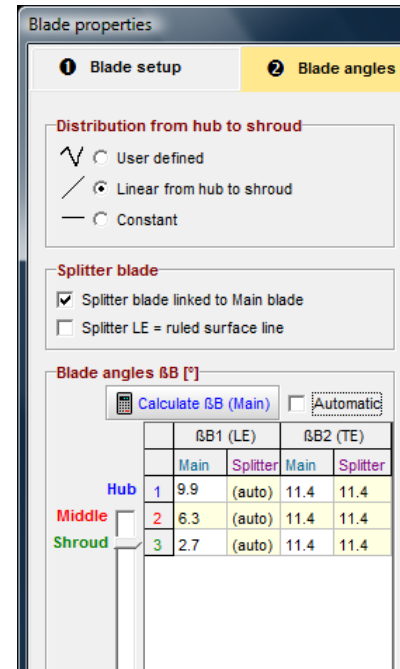 Blade properties
❶ Blade setup
❷ Blade angles
Distribution from hub to shroud
User defined
Linear from hub to shroud
Constant
Splitter blade
Splitter blade linked to Main blade
Splitter LE = ruled surface line
Blade angles ßB [°]
Calculate ßB (Main) Automatic
ßB1 (LE) ßB2 (TE)
Main Splitter Main Splitter
Hub 1 9.9 (auto) 11.4 11.4
Middle 2 6.3 (auto) 11.4 11.4
Shroud 3 2.7 (auto) 11.4 11.4